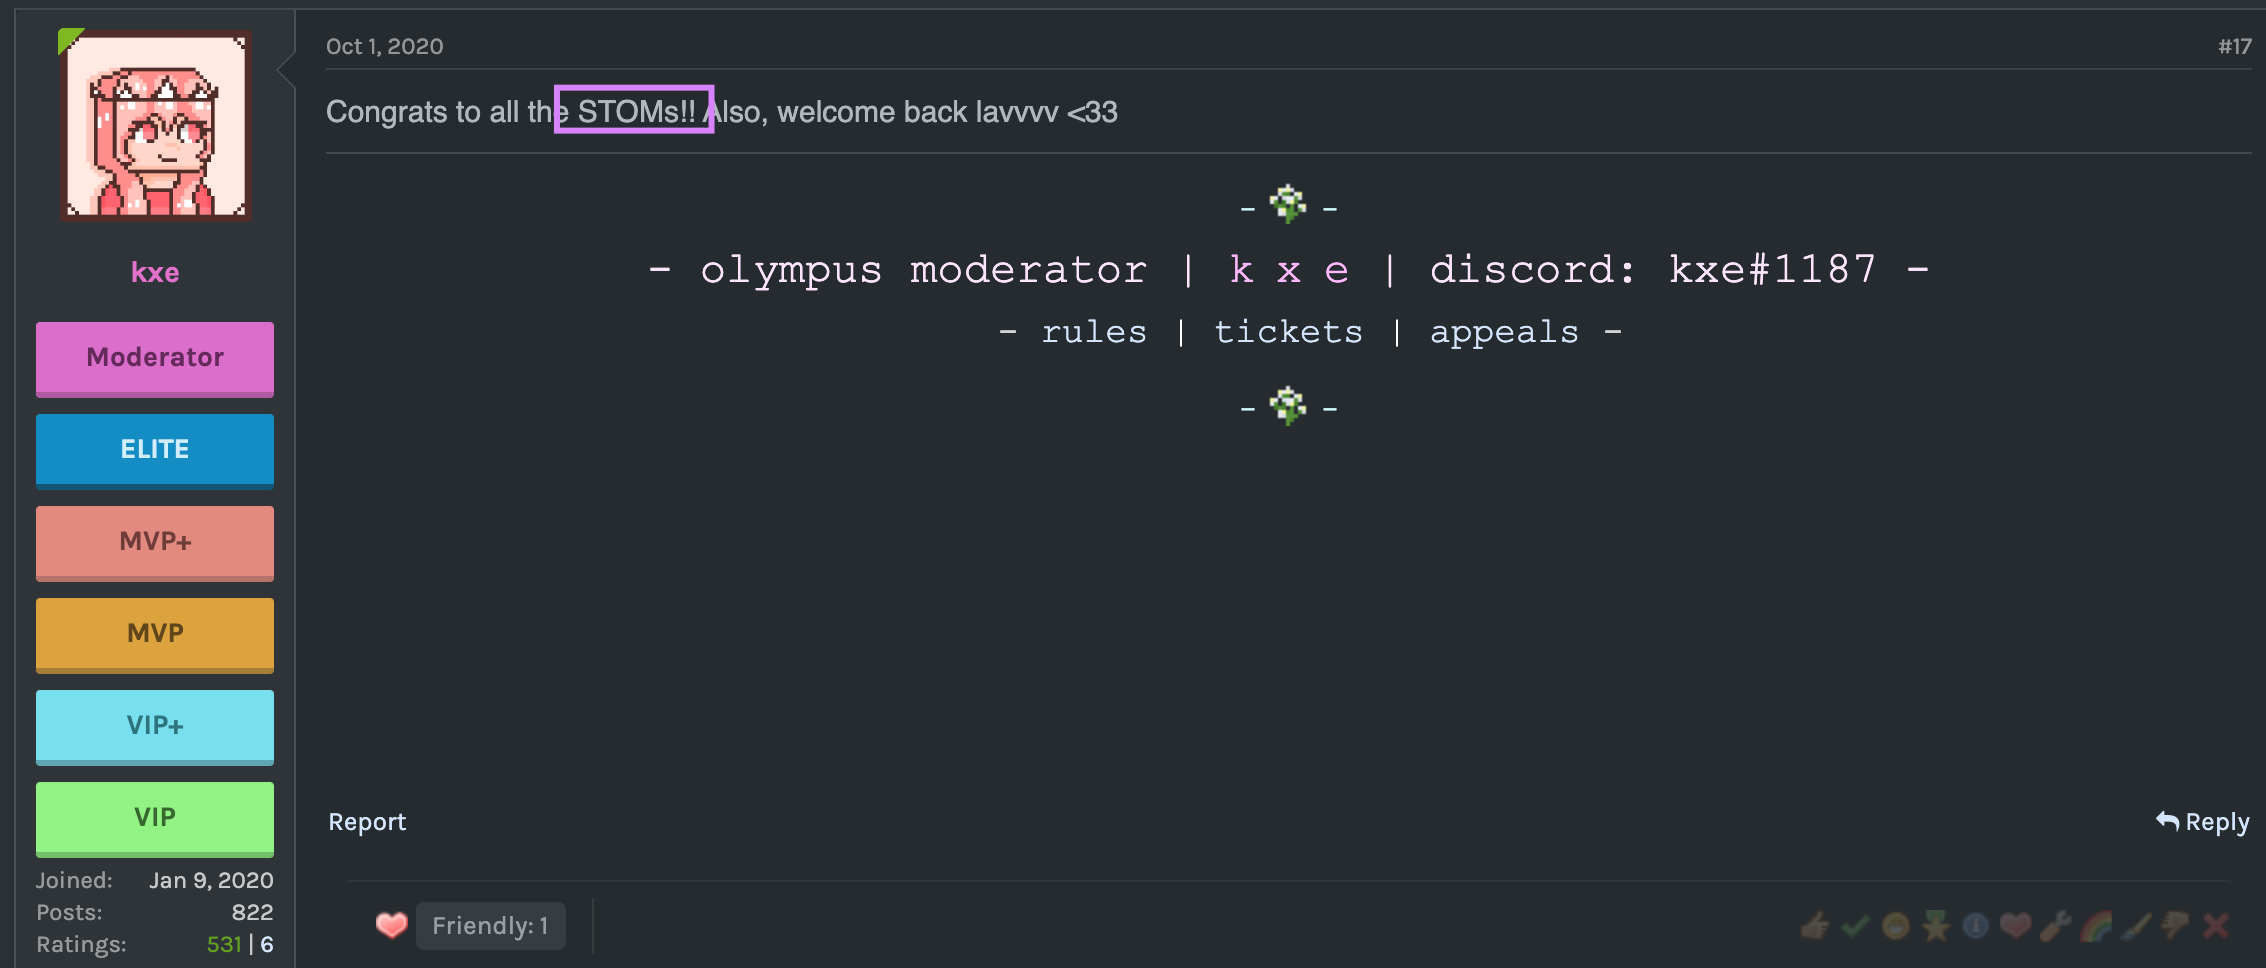 Oct 1, 2020
#17
Congrats to all the STOMs!! Also, welcome back lavvvv <33
kxe
Moderator
ELITE
MVP+
MVP
VIP+
VIP
Joined: Jan 9, 2020
Posts: 822
Ratings: 531 | 6
- -
- olympus moderator | k x e | discord: kxe#1187 -
- rules | tickets | appeals -
- -
Report
Reply
Friendly: 1